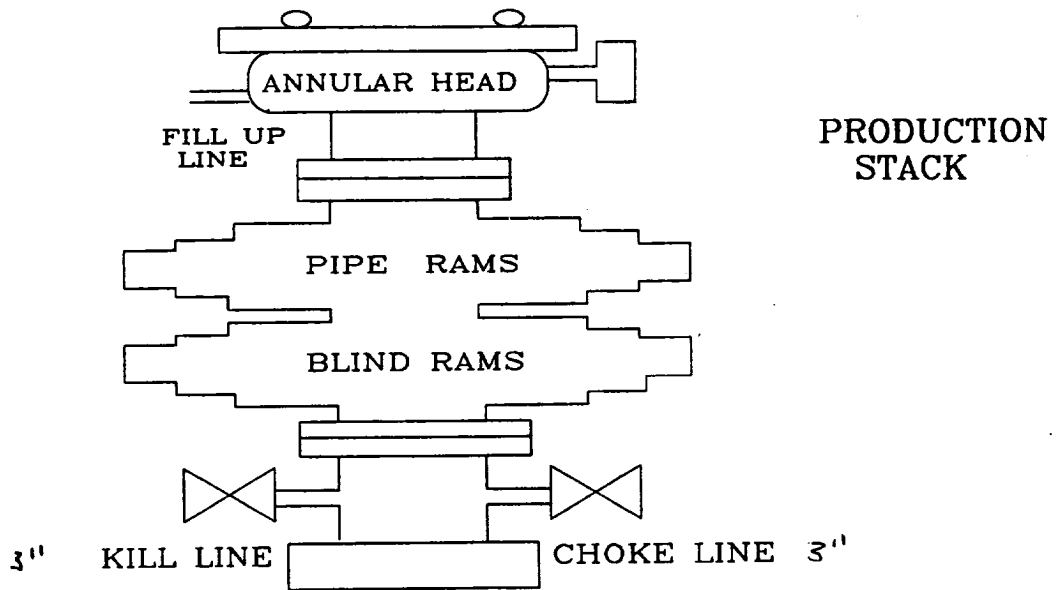 ANNULAR HEAD
FILL UP
LINE
PRODUCTION
STACK
PIPE RAMS
BLIND RAMS
3" KILL LINE
CHOKE LINE 3"